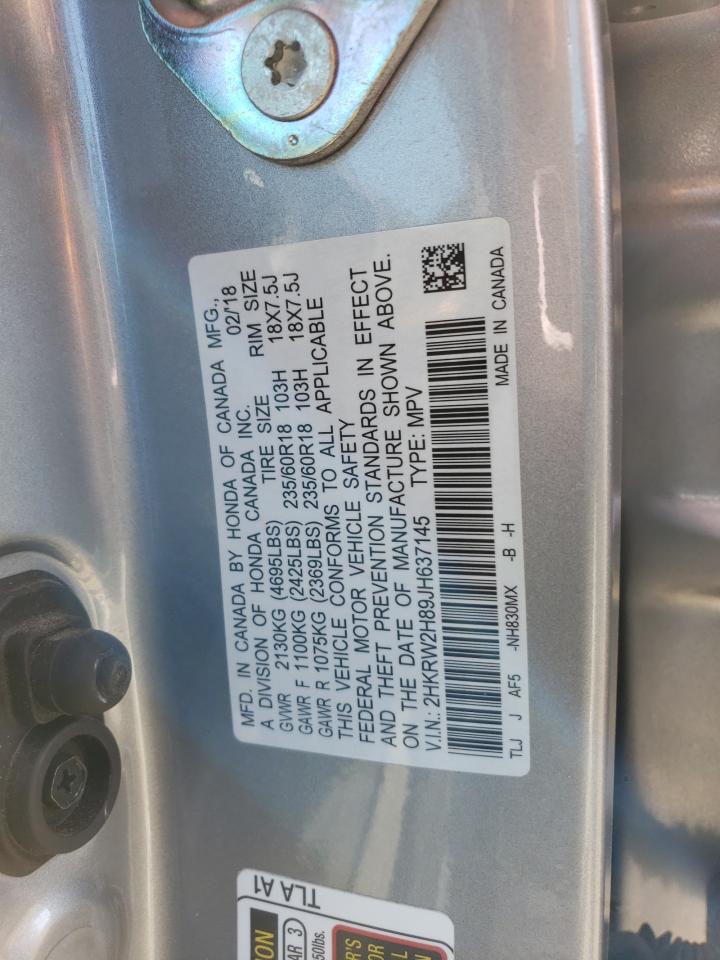 MFD. IN CANADA BY HONDA OF CANADA MFG.,
A DIVISION OF HONDA CANADA INC. 02/18
GVWR 2130KG (4695LBS) TIRE SIZE RIM SIZE
GAWR F 1100KG (2425LBS) 235/60R18 103H 18X7.5J
GAWR R 1075KG (2369LBS) 235/60R18 103H 18X7.5J
THIS VEHICLE CONFORMS TO ALL APPLICABLE
FEDERAL MOTOR VEHICLE SAFETY
AND THEFT PREVENTION STANDARDS IN EFFECT
ON THE DATE OF MANUFACTURE SHOWN ABOVE.
V.I.N.: 2HKRW2H89JH637145 TYPE: MPV
TLJ J AF5 -NH830MX -B -H MADE IN CANADA
TLA A1